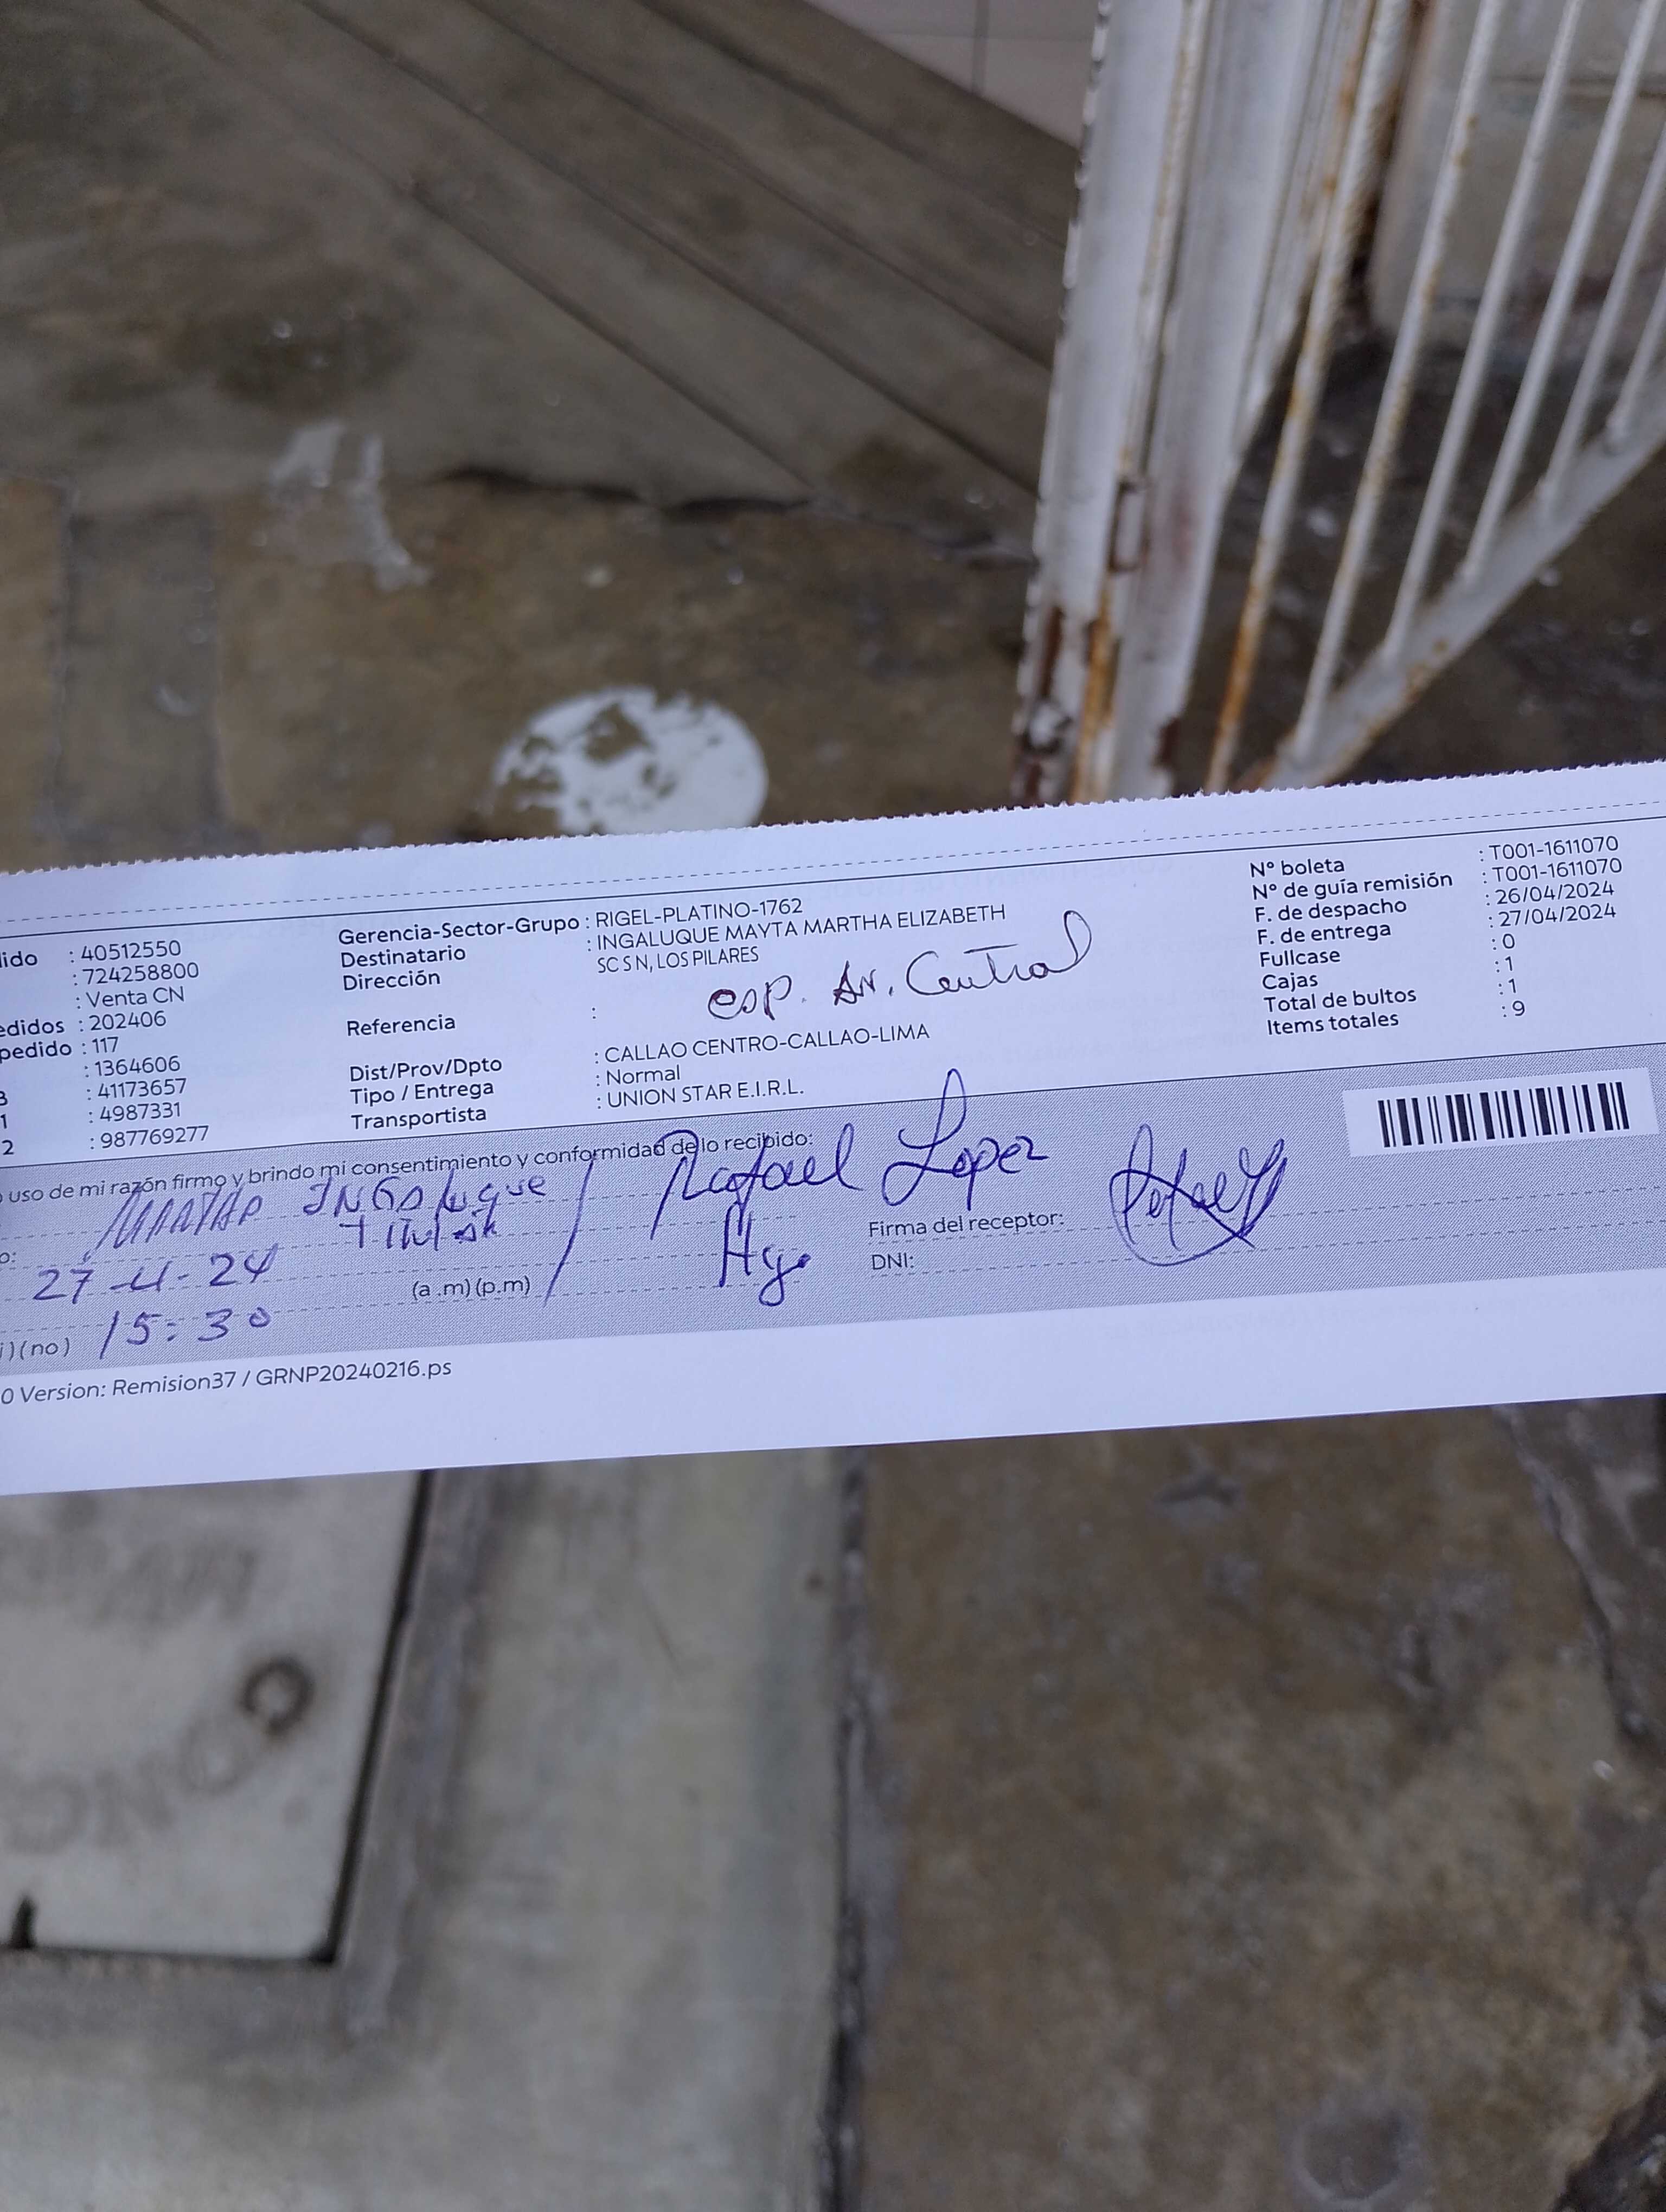 ido : 40512550
: 724258800
: Venta CN
edidos : 202406
pedido : 117
: 1364606
3 : 41173657
1 : 4987331
2 : 987769277
Gerencia-Sector-Grupo : RIGEL-PLATINO-1762
Destinatario : INGALUQUE MAYTA MARTHA ELIZABETH
Dirección SC S N, LOS PILARES
Referencia : esp. Av. Central
Dist/Prov/Dpto : CALLAO CENTRO-CALLAO-LIMA
Tipo / Entrega : Normal
Transportista : UNION STAR E.I.R.L.
N° boleta : T001-1611070
N° de guía remisión : T001-1611070
F. de despacho : 26/04/2024
F. de entrega : 27/04/2024
Fullcase : 0
Cajas : 1
Total de bultos : 1
Items totales : 9
uso de mi razón firmo y brindo mi consentimiento y conformidad de lo recibido:
INGALuque / Rafael Lopez
o:
27-4-24
(a .m) (p.m)
Firma del receptor:
DNI:
i ) ( no ) 15:30
0 Version: Remision37 / GRNP20240216.ps